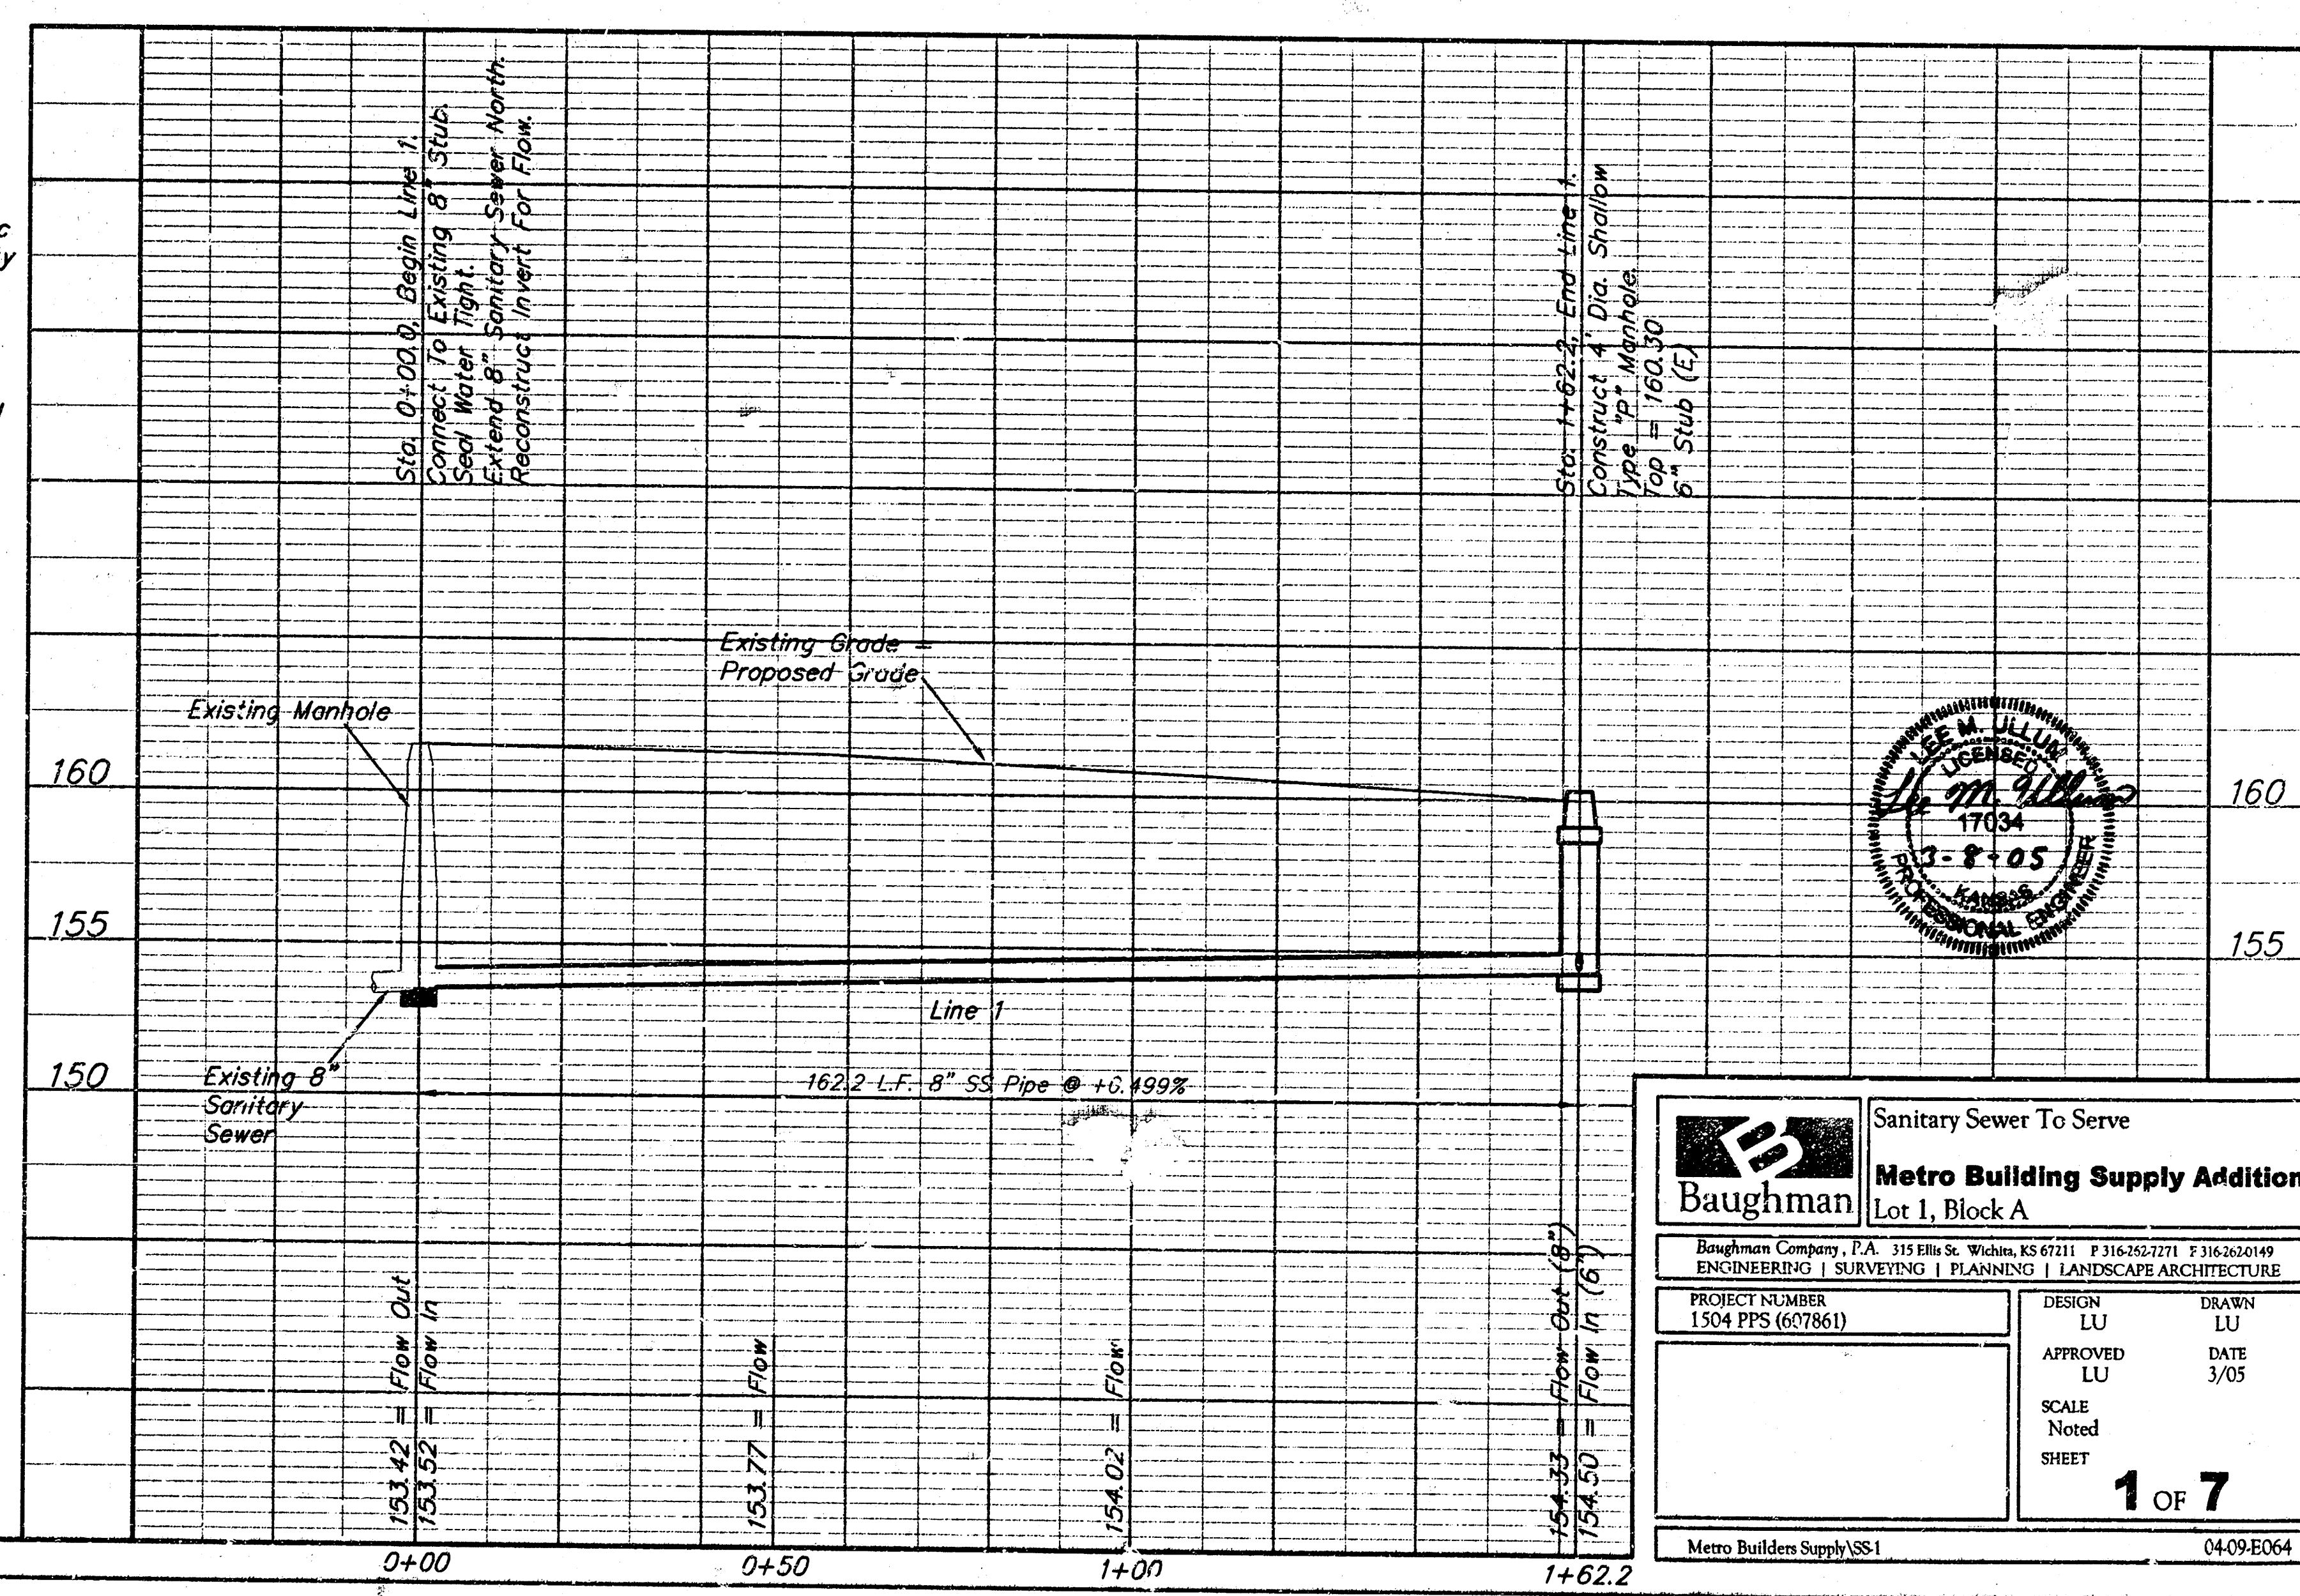 Sta. 0+00.0, Begin Line 1.
Connect To Existing 8" Stub.
Seal Water Tight.
Extend 8" Sanitary Sewer North.
Reconstruct Invert For Flow.
Sta. 1+62.2, End Line 1.
Construct 4' Dia. Shallow
Type "P" Manhole.
Top = 160.30
6" Stub (E)
Existing Grade =
Proposed Grade
Existing Manhole
160
160
155
155
150
Line 1
Existing 8"
Sanitary
Sewer
162.2 L.F. 8" SS Pipe @ +0.499%
153.42 = Flow Out
153.52 = Flow In
153.77 = Flow
154.02 = Flow
154.33 = Flow Out (8")
154.50 = Flow In (6")
0+00
0+50
1+00
1+62.2
LEE M. ULLUM
LICENSED
Lee M. Ullum
17034
3-8-05
KANSAS
PROFESSIONAL ENGINEER
Baughman
Sanitary Sewer To Serve
Metro Building Supply Addition
Lot 1, Block A
Baughman Company, P.A. 315 Ellis St. Wichita, KS 67211 P 316-262-7271 F 316-262-0149
ENGINEERING | SURVEYING | PLANNING | LANDSCAPE ARCHITECTURE
PROJECT NUMBER
1504 PPS (607861)
DESIGN
LU
DRAWN
LU
APPROVED
LU
DATE
3/05
SCALE
Noted
SHEET
1 OF 7
Metro Builders Supply\SS-1
04-09-E064